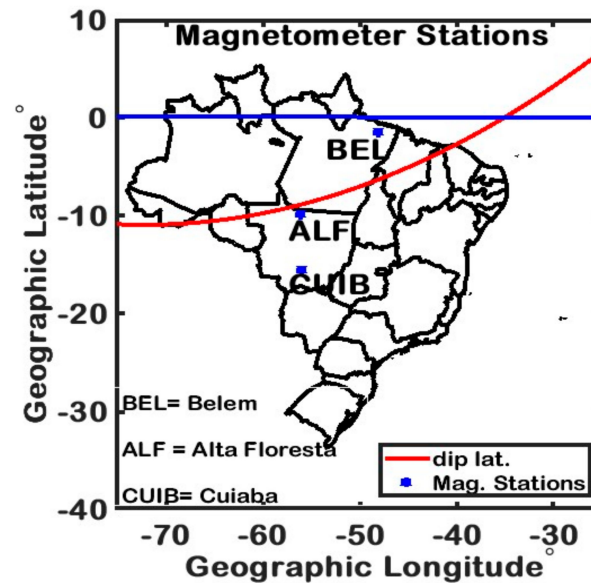 Magnetometer Stations
10
0
-10
-20
-30
-40
Geographic Latitude°
BEL
ALF
CUIB
BEL= Belem
ALF = Alta Floresta
CUIB= Cuiaba
dip lat.
Mag. Stations
-70 -60 -50 -40 -30
Geographic Longitude°